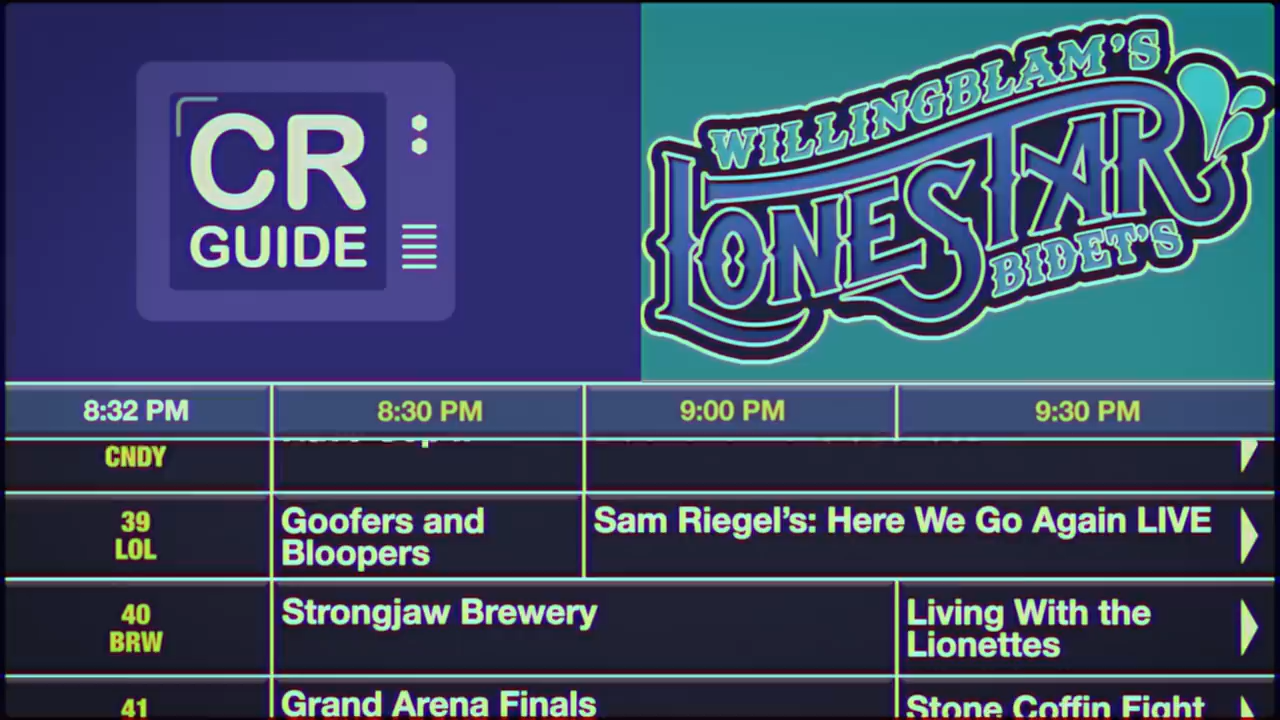 CR
GUIDE
WILLINGBLAM'S
LONESTAR
BIDET'S
8:32 PM
8:30 PM
9:00 PM
9:30 PM
CNDY
39
LOL
Goofers and
Bloopers
Sam Riegel's: Here We Go Again LIVE
40
BRW
Strongjaw Brewery
Living With the
Lionettes
41
Grand Arena Finals
Stone Coffin Fight